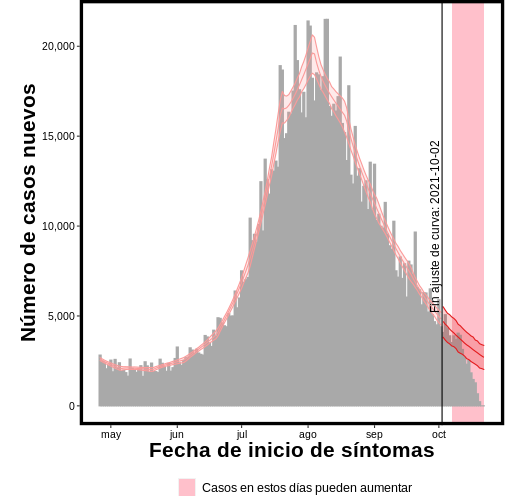 Número de casos nuevos
20,000
15,000
10,000
5,000
0
Fin ajuste de curva: 2021-10-02
may jun jul ago sep oct
Fecha de inicio de síntomas
Casos en estos días pueden aumentar